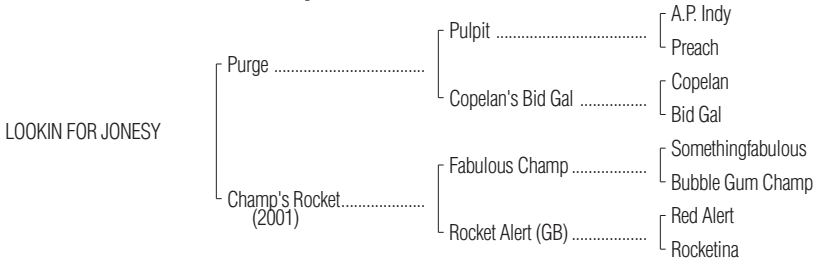 A.P. Indy
Pulpit ..................................
Preach
Purge ..................................
Copelan
Copelan's Bid Gal ...............
Bid Gal
LOOKIN FOR JONESY
Somethingfabulous
Fabulous Champ .................
Bubble Gum Champ
Champ's Rocket...................
(2001)
Red Alert
Rocket Alert (GB) .................
Rocketina